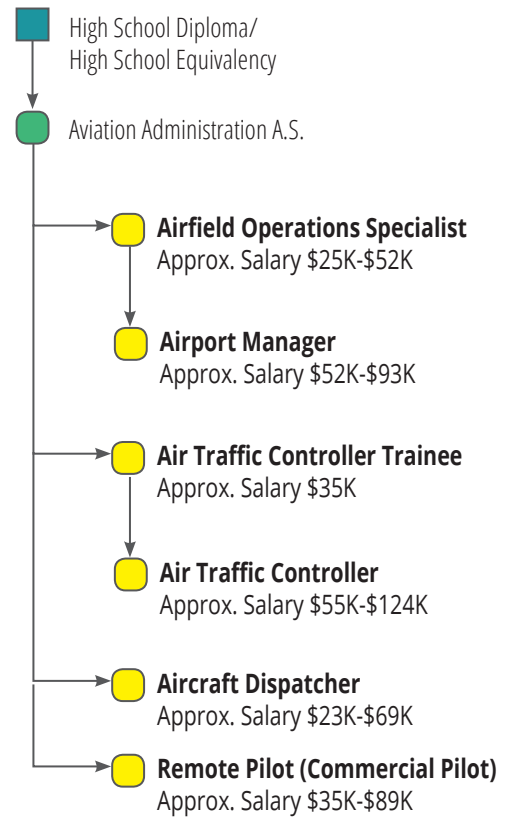 High School Diploma/
High School Equivalency
Aviation Administration A.S.
Airfield Operations Specialist
Approx. Salary $25K-$52K
Airport Manager
Approx. Salary $52K-$93K
Air Traffic Controller Trainee
Approx. Salary $35K
Air Traffic Controller
Approx. Salary $55K-$124K
Aircraft Dispatcher
Approx. Salary $23K-$69K
Remote Pilot (Commercial Pilot)
Approx. Salary $35K-$89K